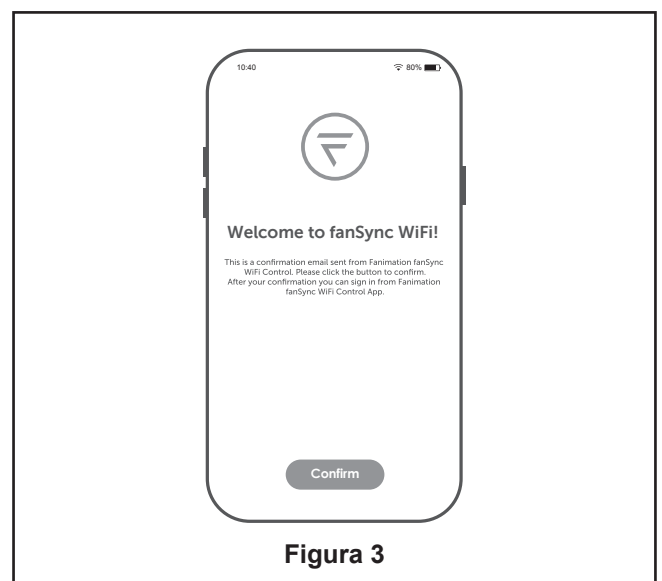 10:40 80%
Welcome to fanSync WiFi!
This is a confirmation email sent from Fanimation fanSync
WiFi Control. Please click the button to confirm.
After your confirmation you can sign in from Fanimation
fanSync WiFi Control App.
Confirm
Figura 3